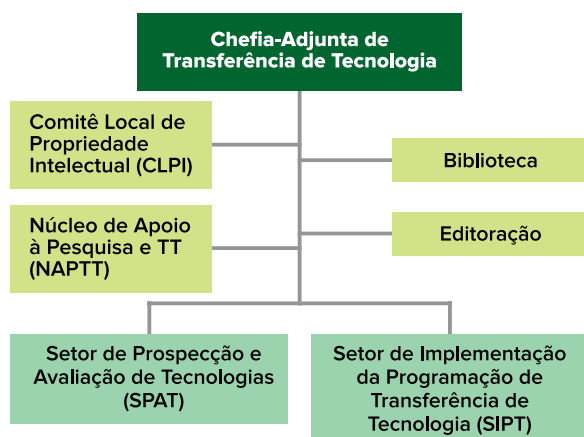 Chefia-Adjunta de
Transferência de Tecnologia
Comitê Local de
Propriedade
Intelectual (CLPI)
Biblioteca
Núcleo de Apoio
à Pesquisa e TT
(NAPTT)
Editoração
Setor de Prospecção e
Avaliação de Tecnologias
(SPAT)
Setor de Implementação
da Programação de
Transferência de
Tecnologia (SIPT)